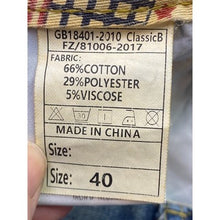 GB18401-2010 ClassicB
FZ/81006-2017
FABRIC:
66%COTTON
29%POLYESTER
5%VISCOSE
MADE IN CHINA
Size:
Size: 40